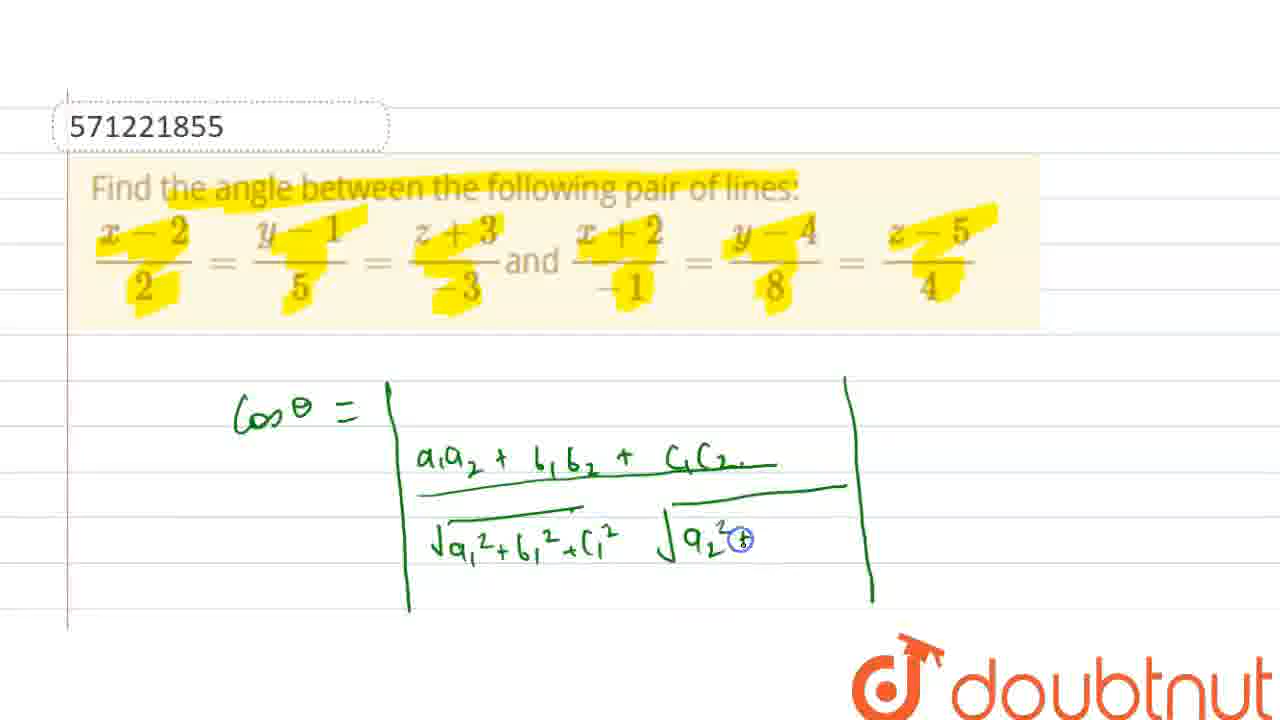 571221855
Find the angle between the following pair of lines:
x − 2 / 2 = y − 1 / 5 = z + 3 / −3 and x + 2 / −1 = y − 4 / 8 = z − 5 / 4
Cos θ = | a₁a₂ + b₁b₂ + c₁c₂ / √a₁² + b₁² + c₁² √a₂² + |
doubtnut